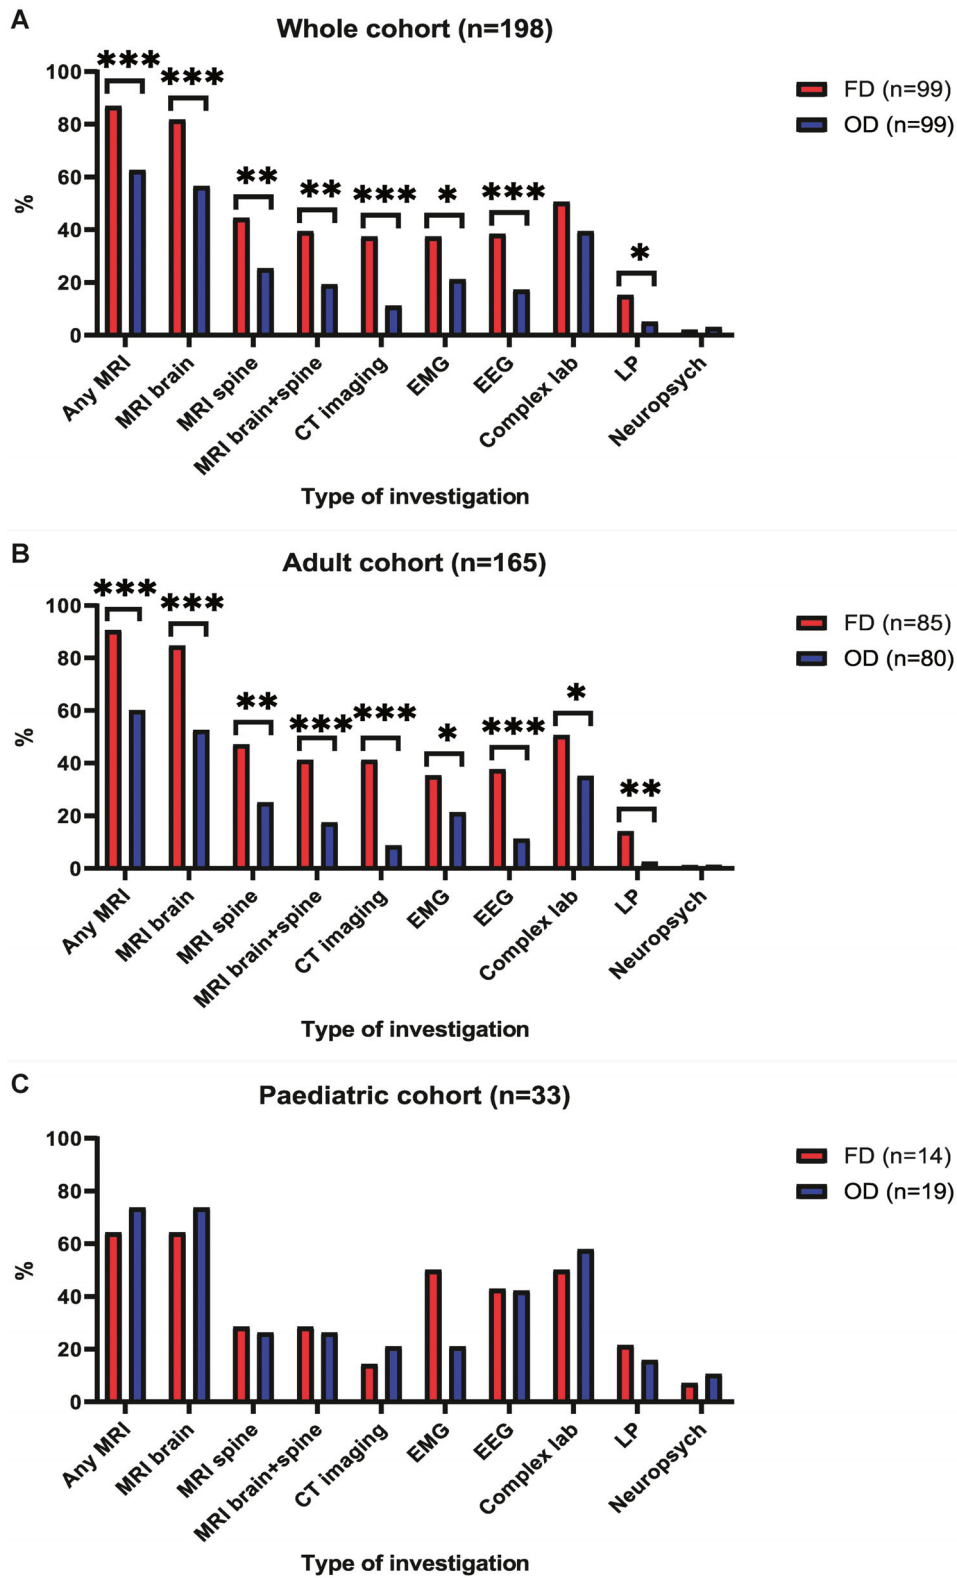 A
Whole cohort (n=198)
*** *** ** ** *** * *** *
FD (n=99)
OD (n=99)
100
80
60
40
20
0
%
Any MRI
MRI brain
MRI spine
MRI brain+spine
CT imaging
EMG
EEG
Complex lab
LP
Neuropsych
Type of investigation
B
Adult cohort (n=165)
*** *** ** *** *** * *** * **
FD (n=85)
OD (n=80)
100
80
60
40
20
0
%
Any MRI
MRI brain
MRI spine
MRI brain+spine
CT imaging
EMG
EEG
Complex lab
LP
Neuropsych
Type of investigation
C
Paediatric cohort (n=33)
FD (n=14)
OD (n=19)
100
80
60
40
20
0
%
Any MRI
MRI brain
MRI spine
MRI brain+spine
CT imaging
EMG
EEG
Complex lab
LP
Neuropsych
Type of investigation